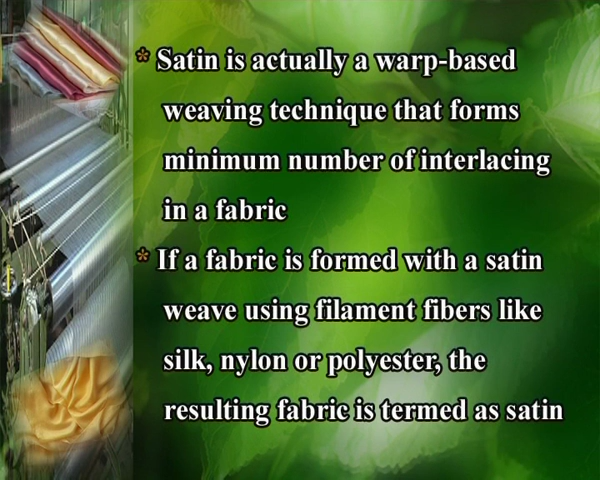 * Satin is actually a warp-based
weaving technique that forms
minimum number of interlacing
in a fabric
* If a fabric is formed with a satin
weave using filament fibers like
silk, nylon or polyester, the
resulting fabric is termed as satin